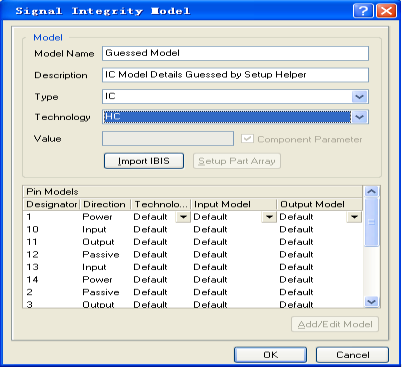 Signal Integrity Model
Model
Model Name Guessed Model
Description IC Model Details Guessed by Setup Helper
Type IC
Technology HC
Value Component Parameter
Import IBIS Setup Part Array
Pin Models
Designator Direction Technolo... Input Model Output Model
1 Power Default Default Default
10 Input Default Default Default
11 Output Default Default Default
12 Passive Default Default Default
13 Input Default Default Default
14 Power Default Default Default
2 Passive Default Default Default
3 Output Default Default Default
Add/Edit Model
OK Cancel